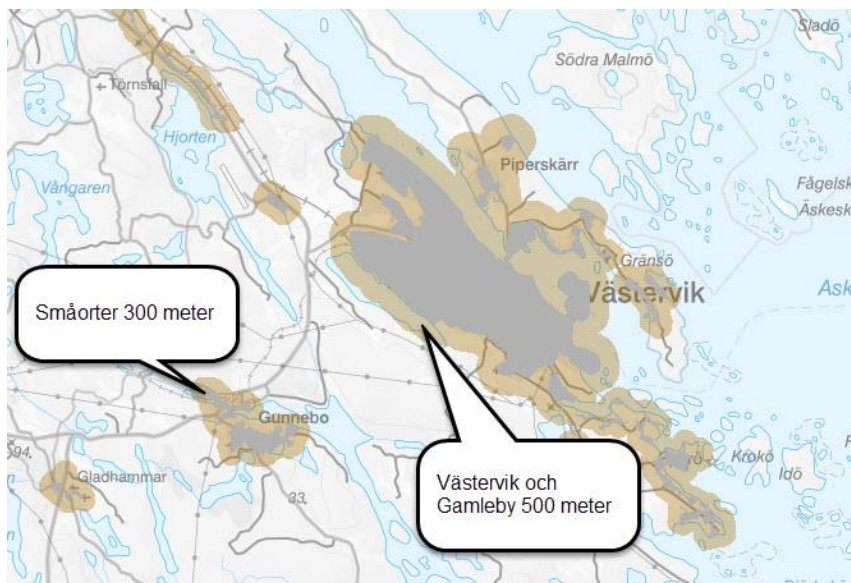 Sladö
Södra Malmö
Törnsfall
Hjorten
Piperskärr
Vångaren
Fågelsk
Äskesk
Gränsö
Västervik
Ask
Småorter 300 meter
Gunnebo
94.
Gladhammar
33.
Krokö
Idö
Västervik och
Gamleby 500 meter